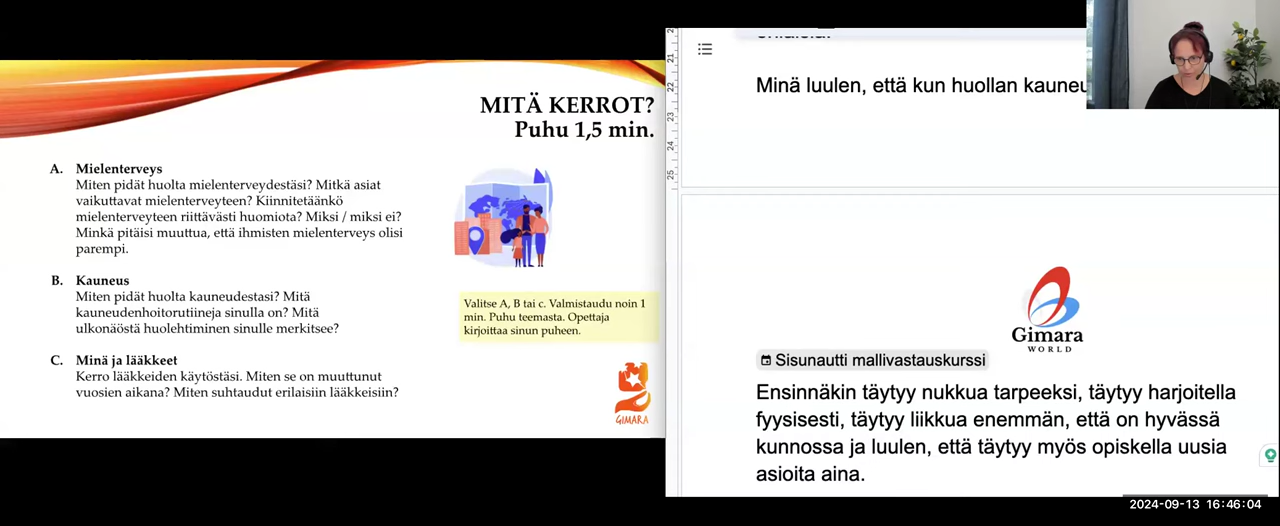 MITÄ KERROT?
Puhu 1,5 min.
A. Mielenterveys
Miten pidät huolta mielenterveydestäsi? Mitkä asiat
vaikuttavat mielenterveyteen? Kiinnitetäänkö
mielenterveyteen riittävästi huomiota? Miksi / miksi ei?
Minkä pitäisi muuttua, että ihmisten mielenterveys olisi
parempi.
B. Kauneus
Miten pidät huolta kauneudestasi? Mitä
kauneudenhoitorutiineja sinulla on? Mitä
ulkonäöstä huolehtiminen sinulle merkitsee?
C. Minä ja lääkkeet
Kerro lääkkeiden käytöstäsi. Miten se on muuttunut
vuosien aikana? Miten suhtaudut erilaisiin lääkkeisiin?
Valitse A, B tai c. Valmistaudu noin 1
min. Puhu teemasta. Opettaja
kirjoittaa sinun puheen.
GIMARA
21
22
23
24
25
Minä luulen, että kun huollan kauneu
Gimara
WORLD
Sisunautti mallivastauskurssi
Ensinnäkin täytyy nukkua tarpeeksi, täytyy harjoitella
fyysisesti, täytyy liikkua enemmän, että on hyvässä
kunnossa ja luulen, että täytyy myös opiskella uusia
asioita aina.
2024-09-13 16:46:04